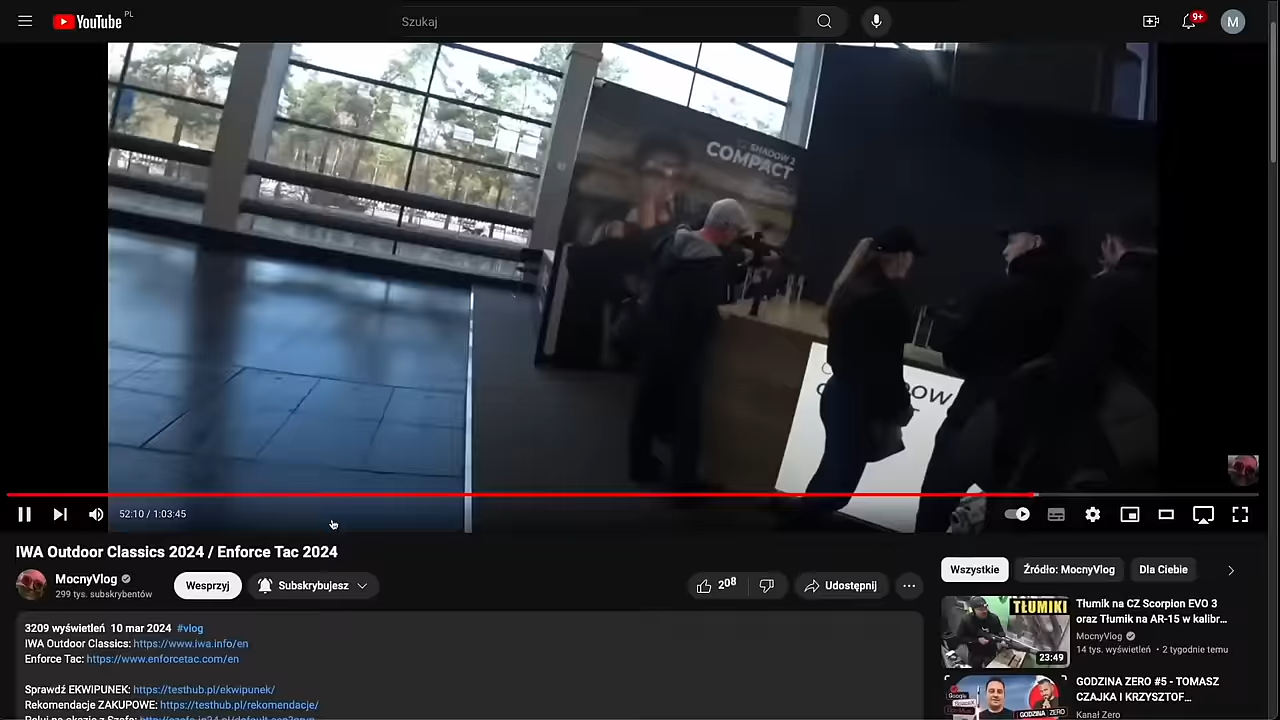 YouTube PL
Szukaj
9+
M
SHADOW 2
COMPACT
52:10 / 1:03:45
IWA Outdoor Classics 2024 / Enforce Tac 2024
MocnyVlog
299 tys. subskrybentów
Wesprzyj
Subskrybujesz
208
Udostępnij
3209 wyświetleń 10 mar 2024 #vlog
IWA Outdoor Classics: https://www.iwa.info/en
Enforce Tac: https://www.enforcetac.com/en
Sprawdź EKWIPUNEK: https://testhub.pl/ekwipunek/
Rekomendacje ZAKUPOWE: https://testhub.pl/rekomendacje/
Wszystkie
Źródło: MocnyVlog
Dla Ciebie
TŁUMIKI
23:49
Tłumik na CZ Scorpion EVO 3
oraz Tłumik na AR-15 w kalibr...
MocnyVlog
14 tys. wyświetleń • 2 tygodnie temu
GODZINA ZERO
GODZINA ZERO #5 - TOMASZ
CZAJKA I KRZYSZTOF...
Kanał Zero